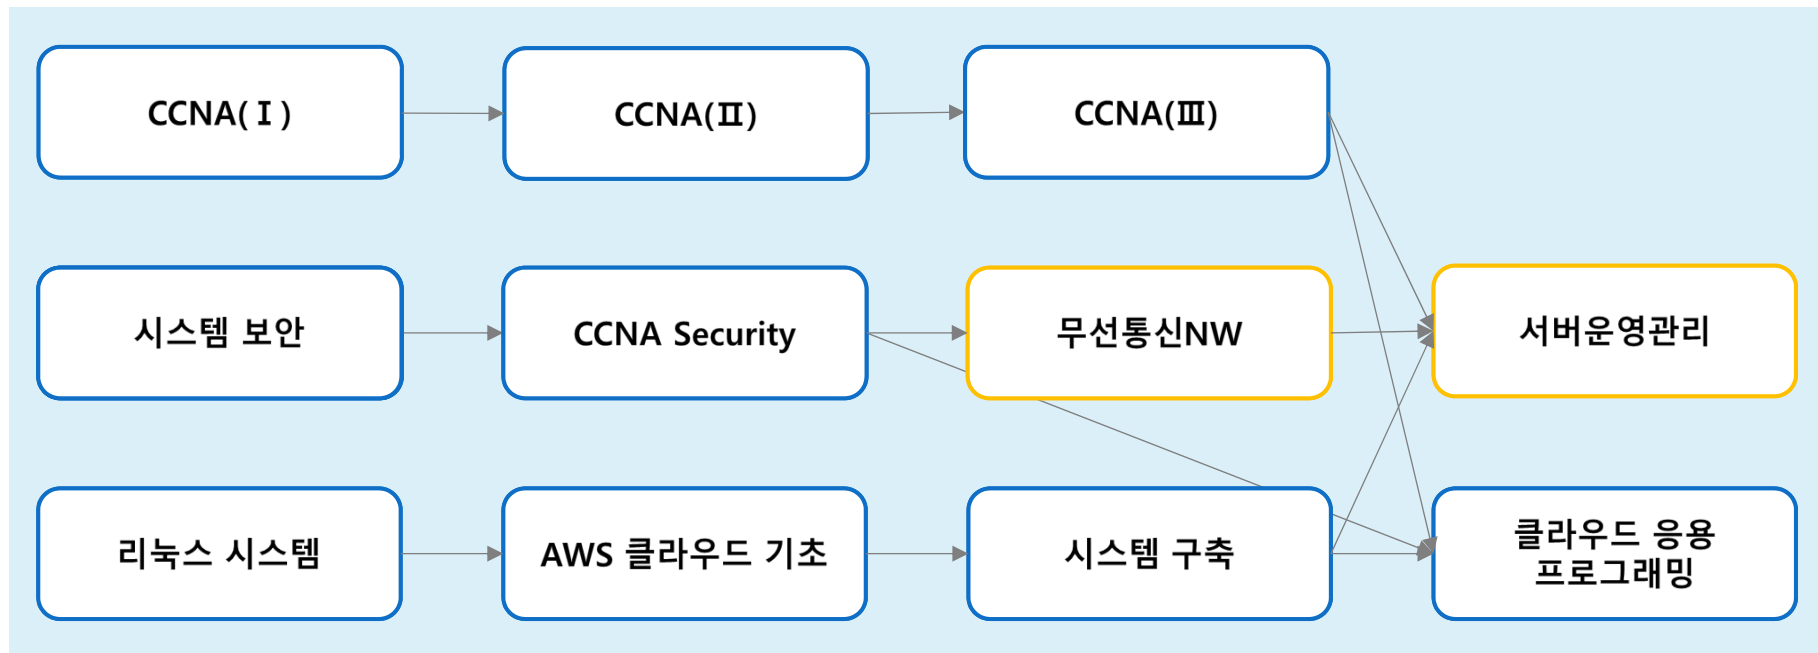 CCNA(Ⅰ)
CCNA(Ⅱ)
CCNA(Ⅲ)
시스템 보안
CCNA Security
무선통신NW
서버운영관리
리눅스 시스템
AWS 클라우드 기초
시스템 구축
클라우드 응용
프로그래밍